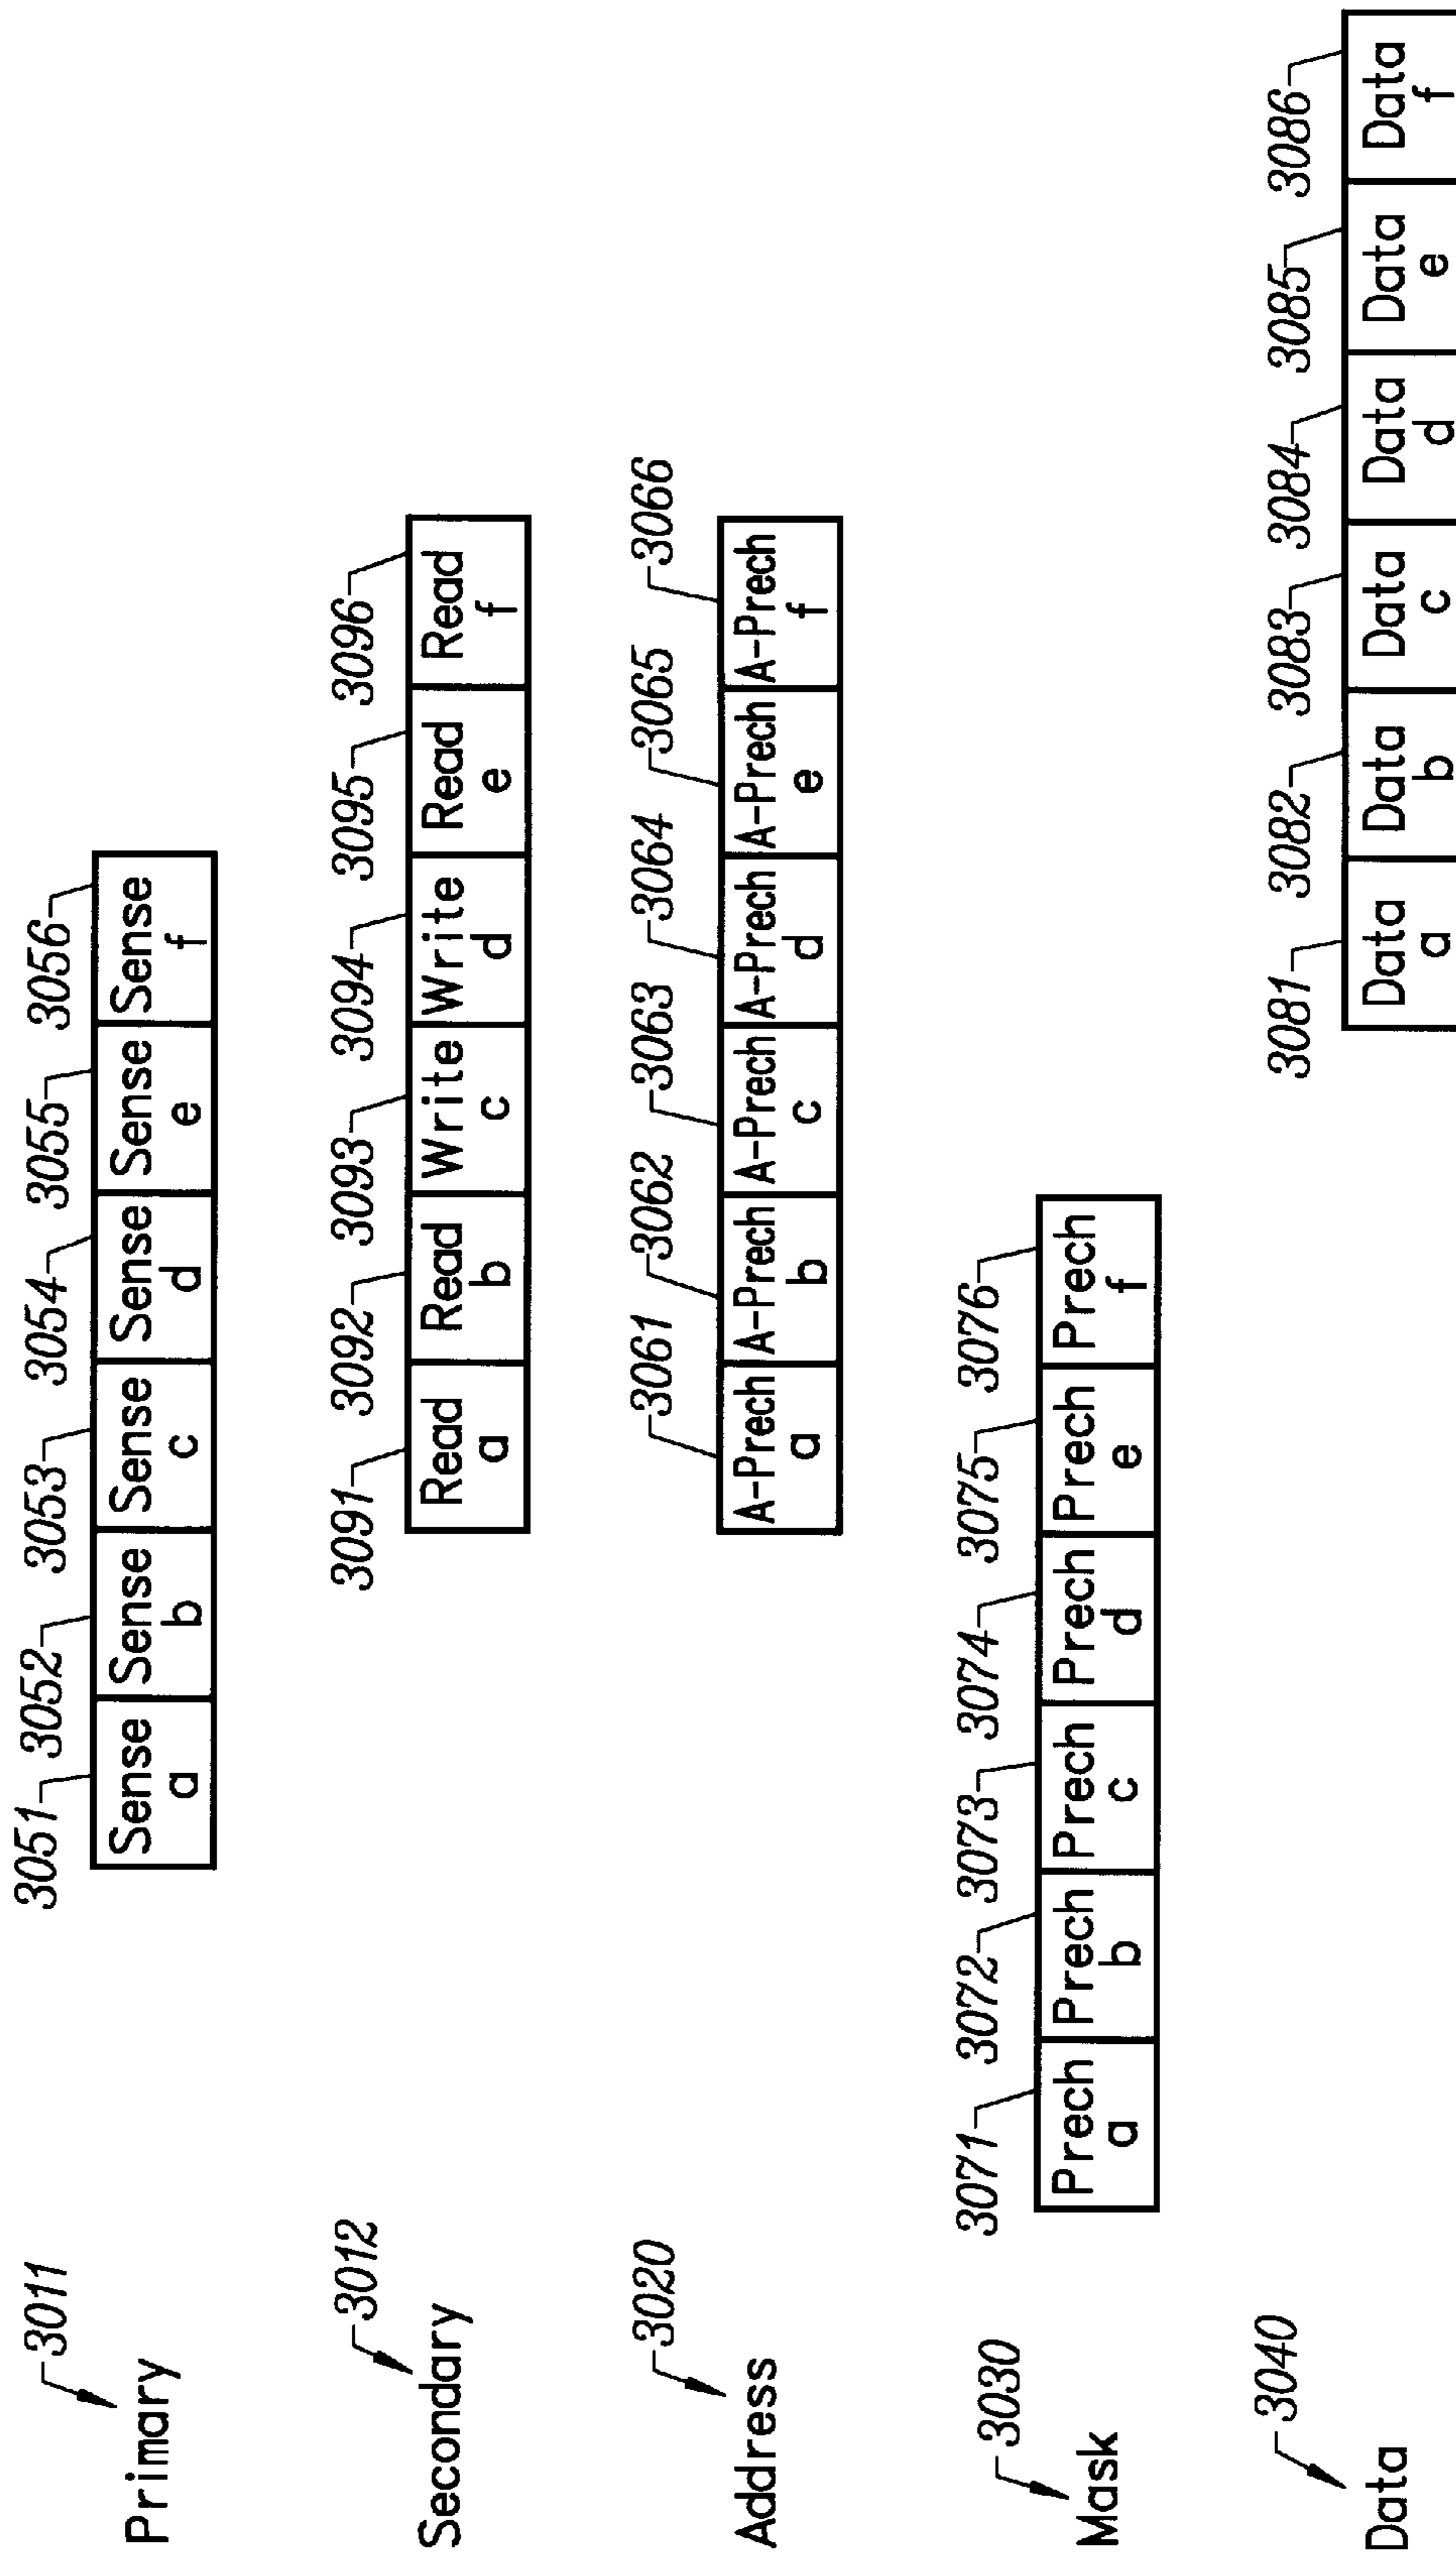 3011
Primary
3051 3052 3053 3054 3055 3056
Sense Sense Sense Sense Sense Sense
a b c d e f
3012
Secondary
3091 3092 3093 3094 3095 3096
Read Read Write Write Read Read
a b c d e f
3020
Address
3061 3062 3063 3064 3065 3066
A-Prech A-Prech A-Prech A-Prech A-Prech A-Prech
a b c d e f
3030
Mask
3071 3072 3073 3074 3075 3076
Prech Prech Prech Prech Prech Prech
a b c d e f
3040
Data
3081 3082 3083 3084 3085 3086
Data Data Data Data Data Data
a b c d e f